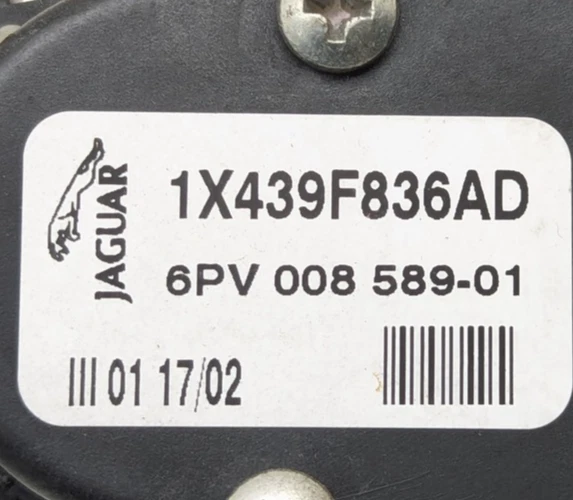 JAGUAR
1X439F836AD
6PV 008 589-01
III 01 17/02